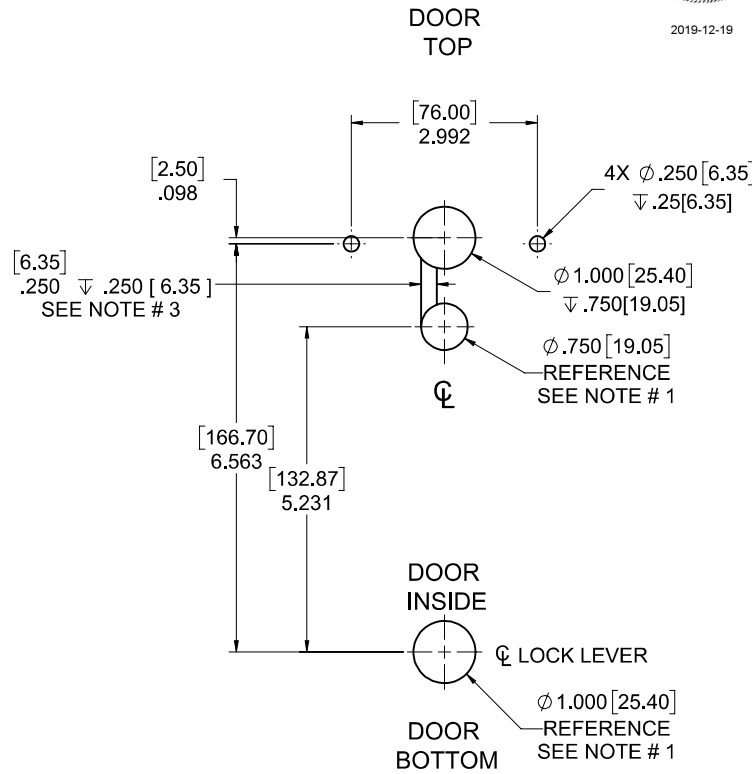 DOOR
TOP
2019-12-19
[76.00]
2.992
[2.50]
.098
4X ∅ .250 [6.35]
↧ .25[6.35]
[6.35]
.250 ↧ .250 [ 6.35 ]
SEE NOTE # 3
∅ 1.000 [25.40]
↧ .750[19.05]
∅ .750 [19.05]
REFERENCE
SEE NOTE # 1
℄
[166.70]
6.563
[132.87]
5.231
DOOR
INSIDE
℄ LOCK LEVER
∅ 1.000 [25.40]
REFERENCE
SEE NOTE # 1
DOOR
BOTTOM